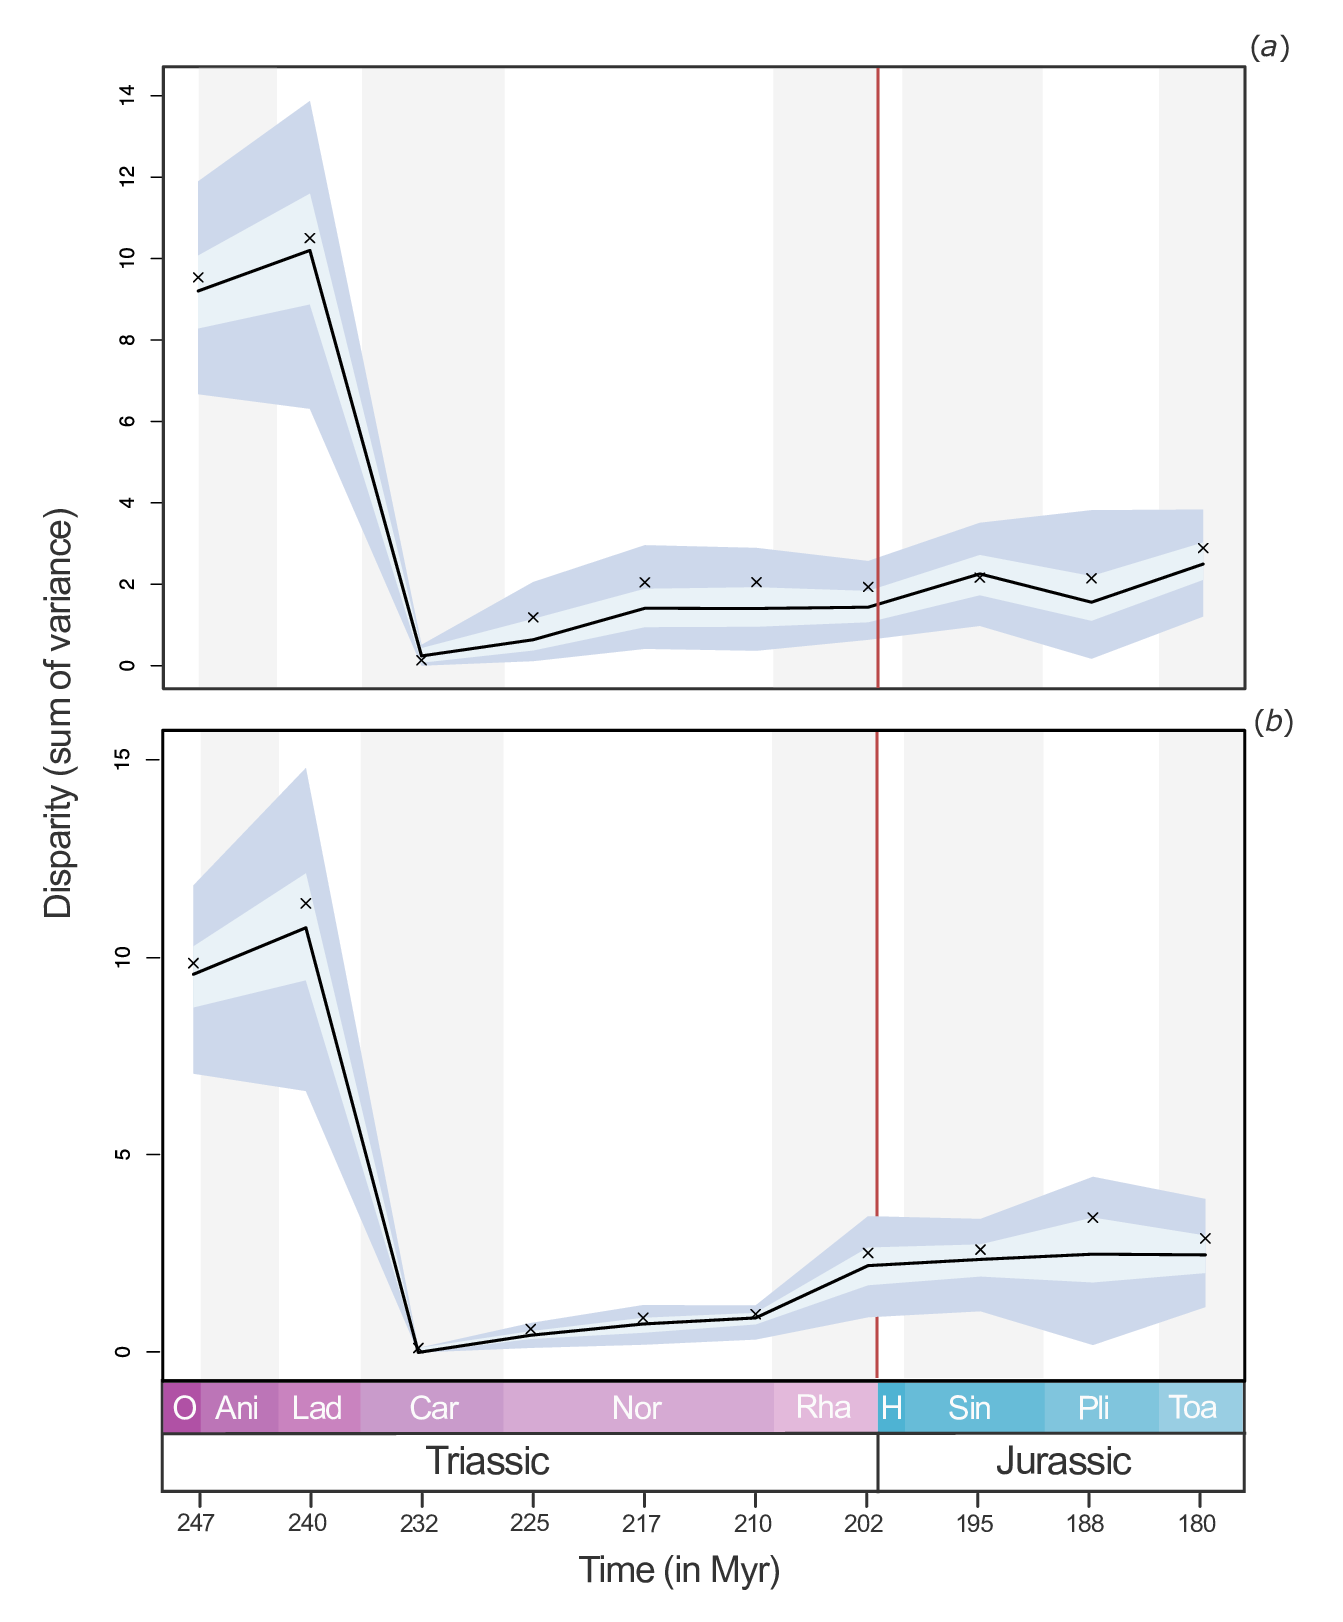 (a)
14
12
10
8
6
4
2
0
Disparity (sum of variance)
(b)
15
10
5
0
O Ani Lad Car Nor Rha H Sin Pli Toa
Triassic Jurassic
247 240 232 225 217 210 202 195 188 180
Time (in Myr)